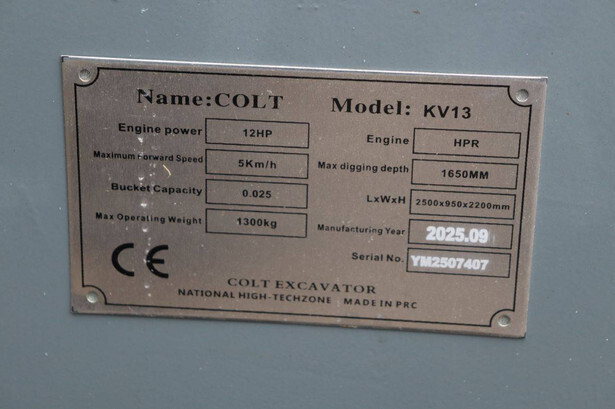 Name:COLT Model: KV13
Engine power 12HP Engine HPR
Maximum Forward Speed 5Km/h Max digging depth 1650MM
Bucket Capacity 0.025 LxWxH 2500x950x2200mm
Max Operating Weight 1300kg Manufacturing Year 2025.09
Serial No. YM2507407
CE
COLT EXCAVATOR
NATIONAL HIGH-TECHZONE MADE IN PRC